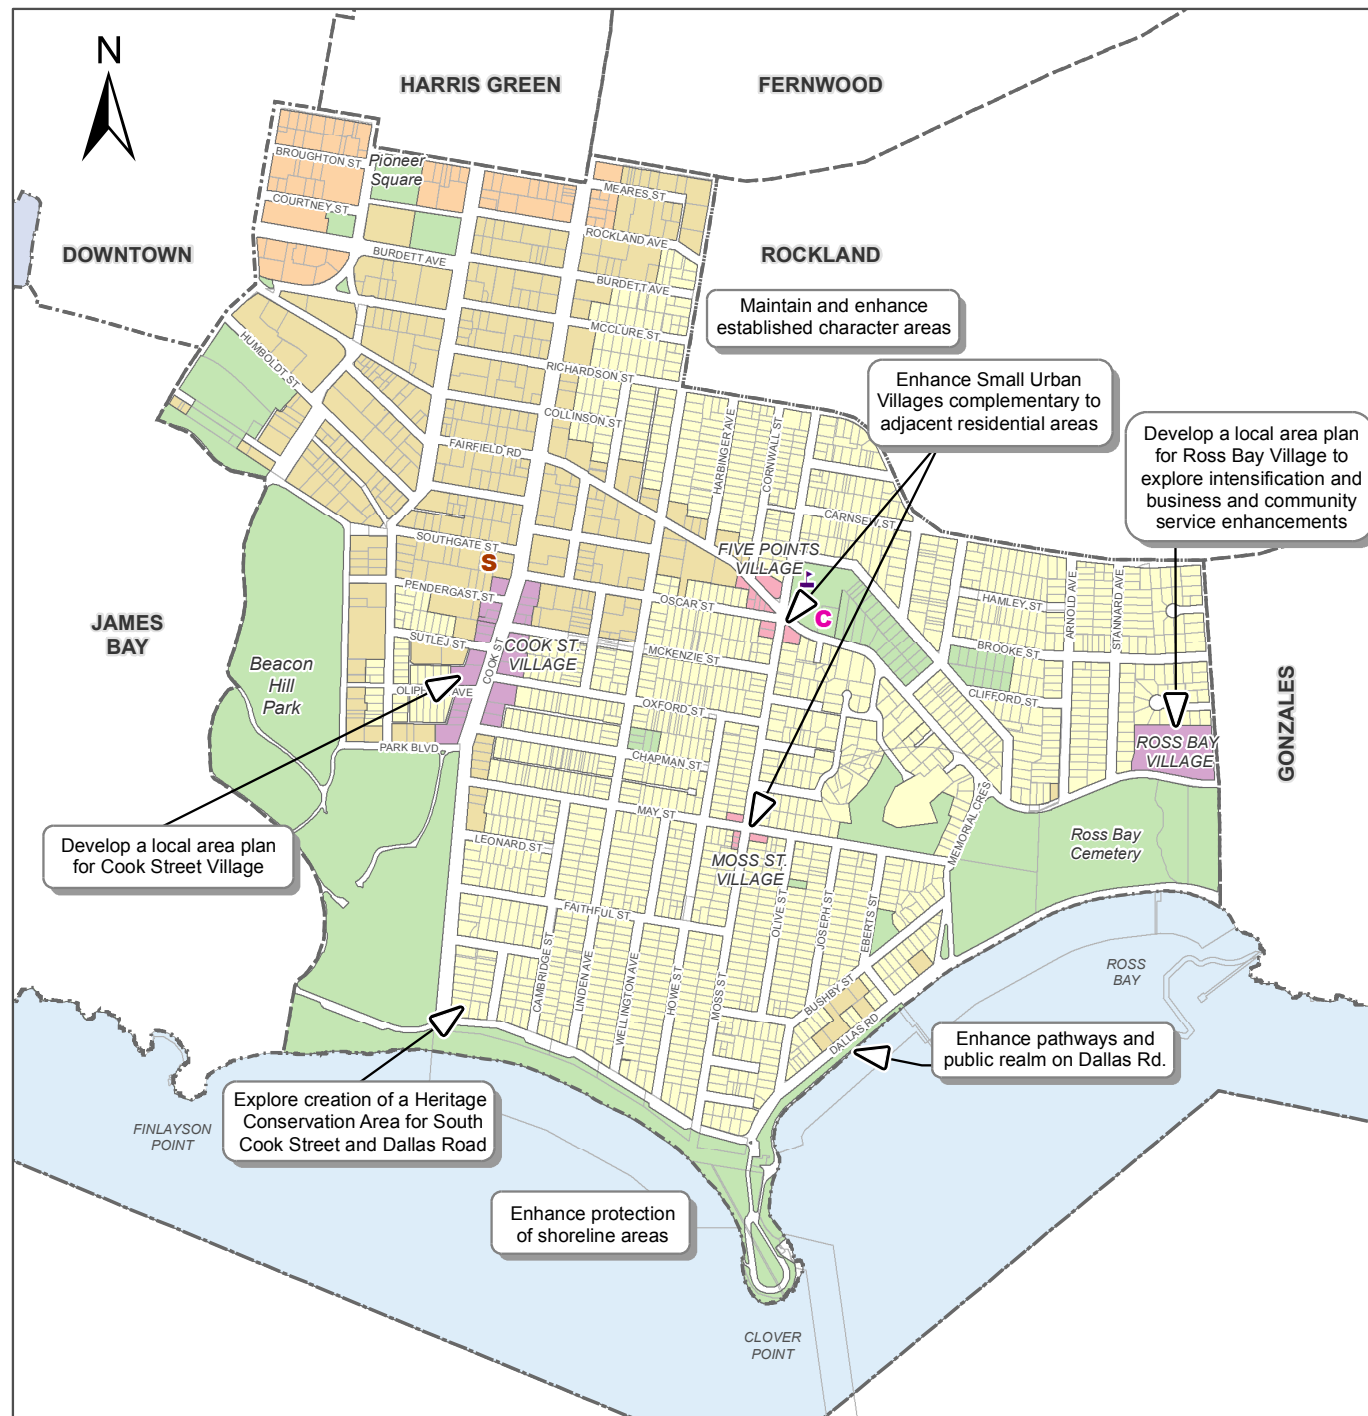 N
HARRIS GREEN
FERNWOOD
BROUGHTON ST
Pioneer
Square
MEARES ST
COURTNEY ST
ROCKLAND AVE
DOWNTOWN
BURDETT AVE
ROCKLAND
BURDETT AVE
Maintain and enhance
established character areas
MCCLURE ST
HUMBOLDT ST
RICHARDSON ST
Enhance Small Urban
Villages complementary to
adjacent residential areas
COLLINSON ST
HARBINGER AVE
CORNWALL ST
FAIRFIELD RD
Develop a local area plan
for Ross Bay Village to
explore intensification and
business and community
service enhancements
CARNSEW ST
SOUTHGATE ST
S
FIVE POINTS
VILLAGE
PENDERGAST ST
OSCAR ST
C
HAMLEY ST
ARNOLD AVE
STANNARD AVE
JAMES
BAY
SUTLEJ ST
COOK ST
COOK ST.
VILLAGE
MCKENZIE ST
BROOKE ST
Beacon
Hill
Park
OLIPH AVE
CLIFFORD ST
OXFORD ST
GONZALES
PARK BLVD
CHAPMAN ST
ROSS BAY
VILLAGE
MAY ST
MEMORIAL CRES
Ross Bay
Cemetery
Develop a local area plan
for Cook Street Village
LEONARD ST
MOSS ST.
VILLAGE
FAITHFUL ST
OLIVE ST
JOSEPH ST
EBERTS ST
CAMBRIDGE ST
LINDEN AVE
WELLINGTON AVE
HOWE ST
MOSS ST
BUSHBY ST
DALLAS RD
ROSS
BAY
Enhance pathways and
public realm on Dallas Rd.
Explore creation of a Heritage
Conservation Area for South
Cook Street and Dallas Road
FINLAYSON
POINT
Enhance protection
of shoreline areas
CLOVER
POINT